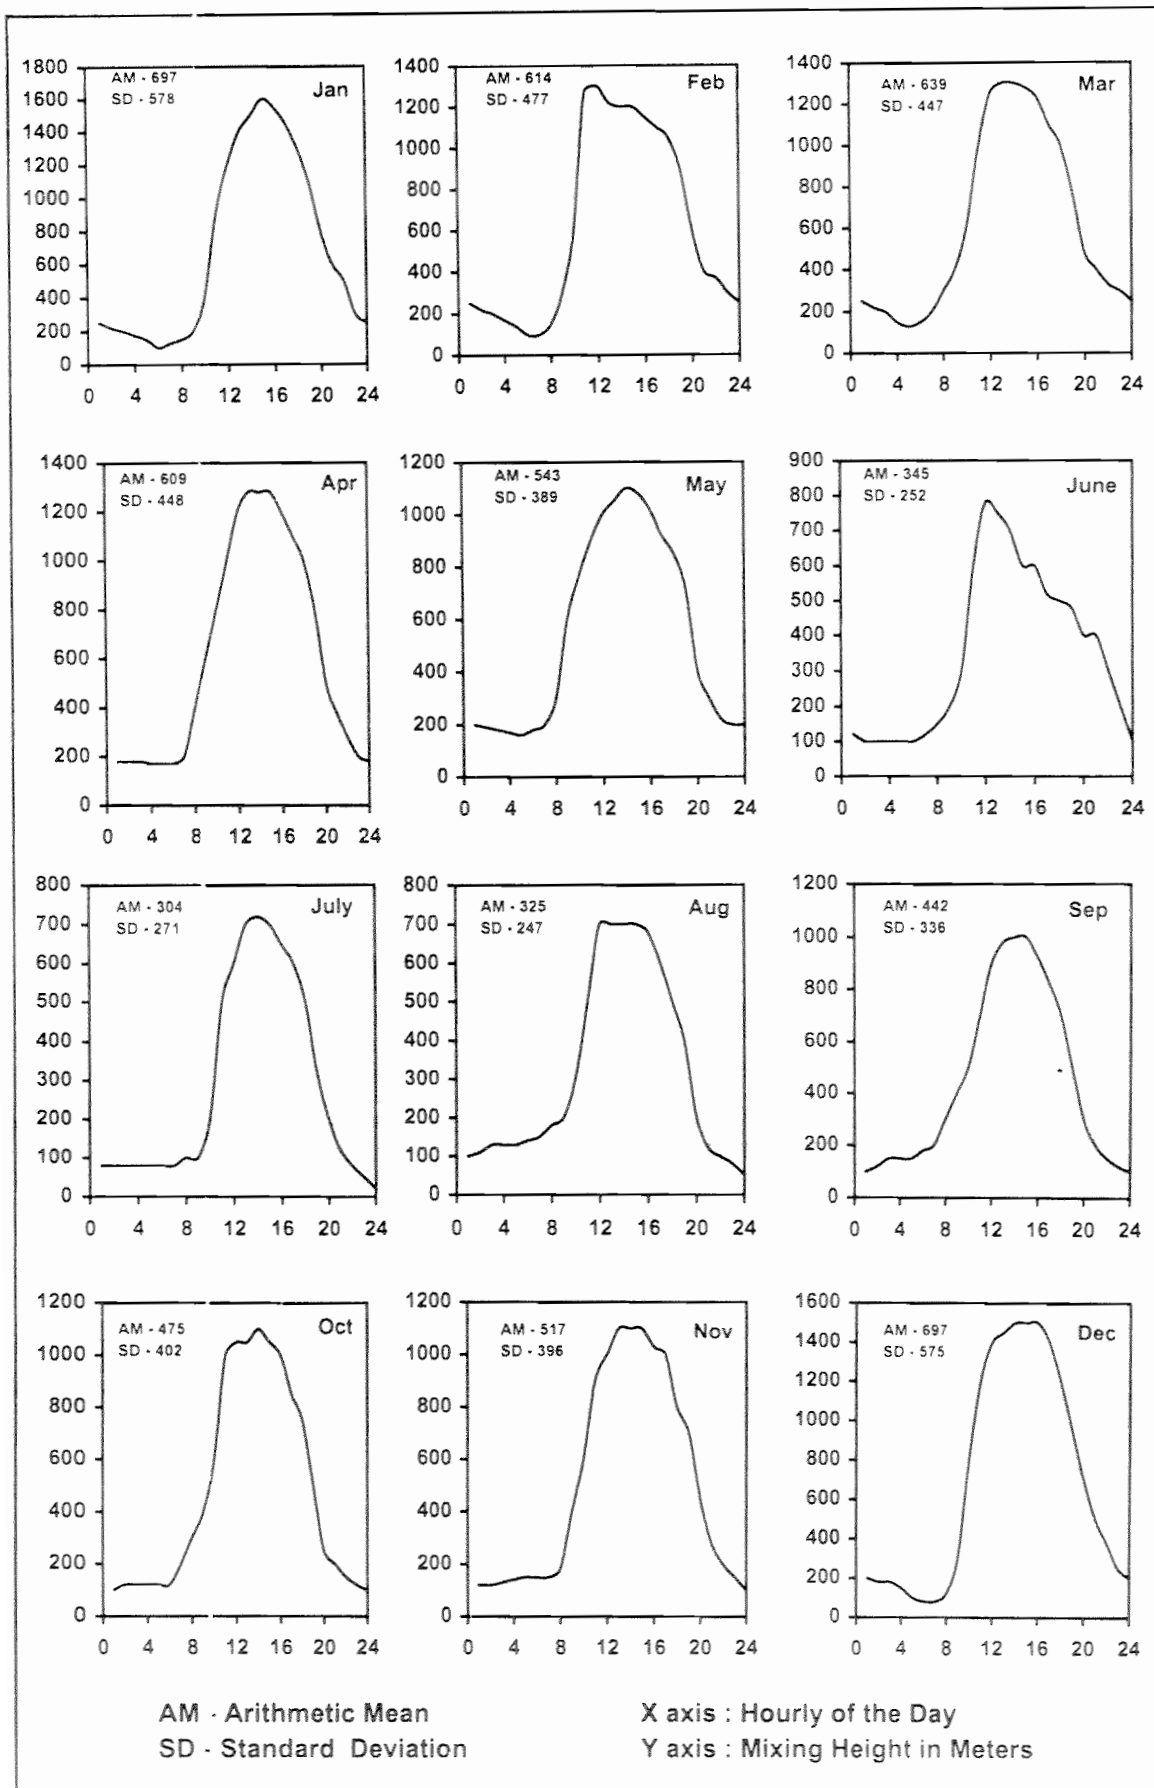 AM - 697
SD - 578
Jan
1800
1600
1400
1200
1000
800
600
400
200
0
0 4 8 12 16 20 24
AM - 614
SD - 477
Feb
1400
1200
1000
800
600
400
200
0
0 4 8 12 16 20 24
AM - 639
SD - 447
Mar
1400
1200
1000
800
600
400
200
0
0 4 8 12 16 20 24
AM - 609
SD - 448
Apr
1400
1200
1000
800
600
400
200
0
0 4 8 12 16 20 24
AM - 543
SD - 389
May
1200
1000
800
600
400
200
0
0 4 8 12 16 20 24
AM - 345
SD - 252
June
900
800
700
600
500
400
300
200
100
0
0 4 8 12 16 20 24
AM - 304
SD - 271
July
800
700
600
500
400
300
200
100
0
0 4 8 12 16 20 24
AM - 325
SD - 247
Aug
800
700
600
500
400
300
200
100
0
0 4 8 12 16 20 24
AM - 442
SD - 336
Sep
1200
1000
800
600
400
200
0
0 4 8 12 16 20 24
AM - 475
SD - 402
Oct
1200
1000
800
600
400
200
0
0 4 8 12 16 20 24
AM - 517
SD - 396
Nov
1200
1000
800
600
400
200
0
0 4 8 12 16 20 24
AM - 697
SD - 575
Dec
1600
1400
1200
1000
800
600
400
200
0
0 4 8 12 16 20 24
AM - Arithmetic Mean
SD - Standard Deviation
X axis : Hourly of the Day
Y axis : Mixing Height in Meters